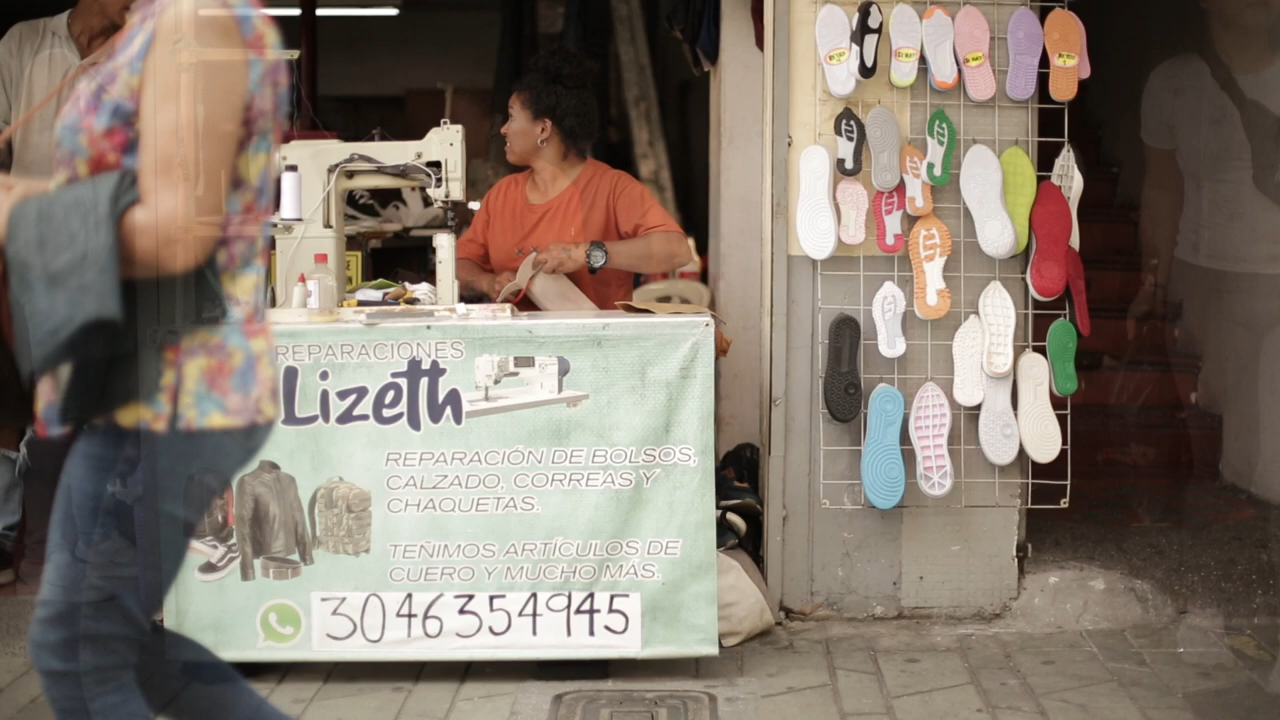 REPARACIONES
Lizeth
REPARACIÓN DE BOLSOS,
CALZADO, CORREAS Y
CHAQUETAS.
TEÑIMOS ARTÍCULOS DE
CUERO Y MUCHO MÁS.
3046354945